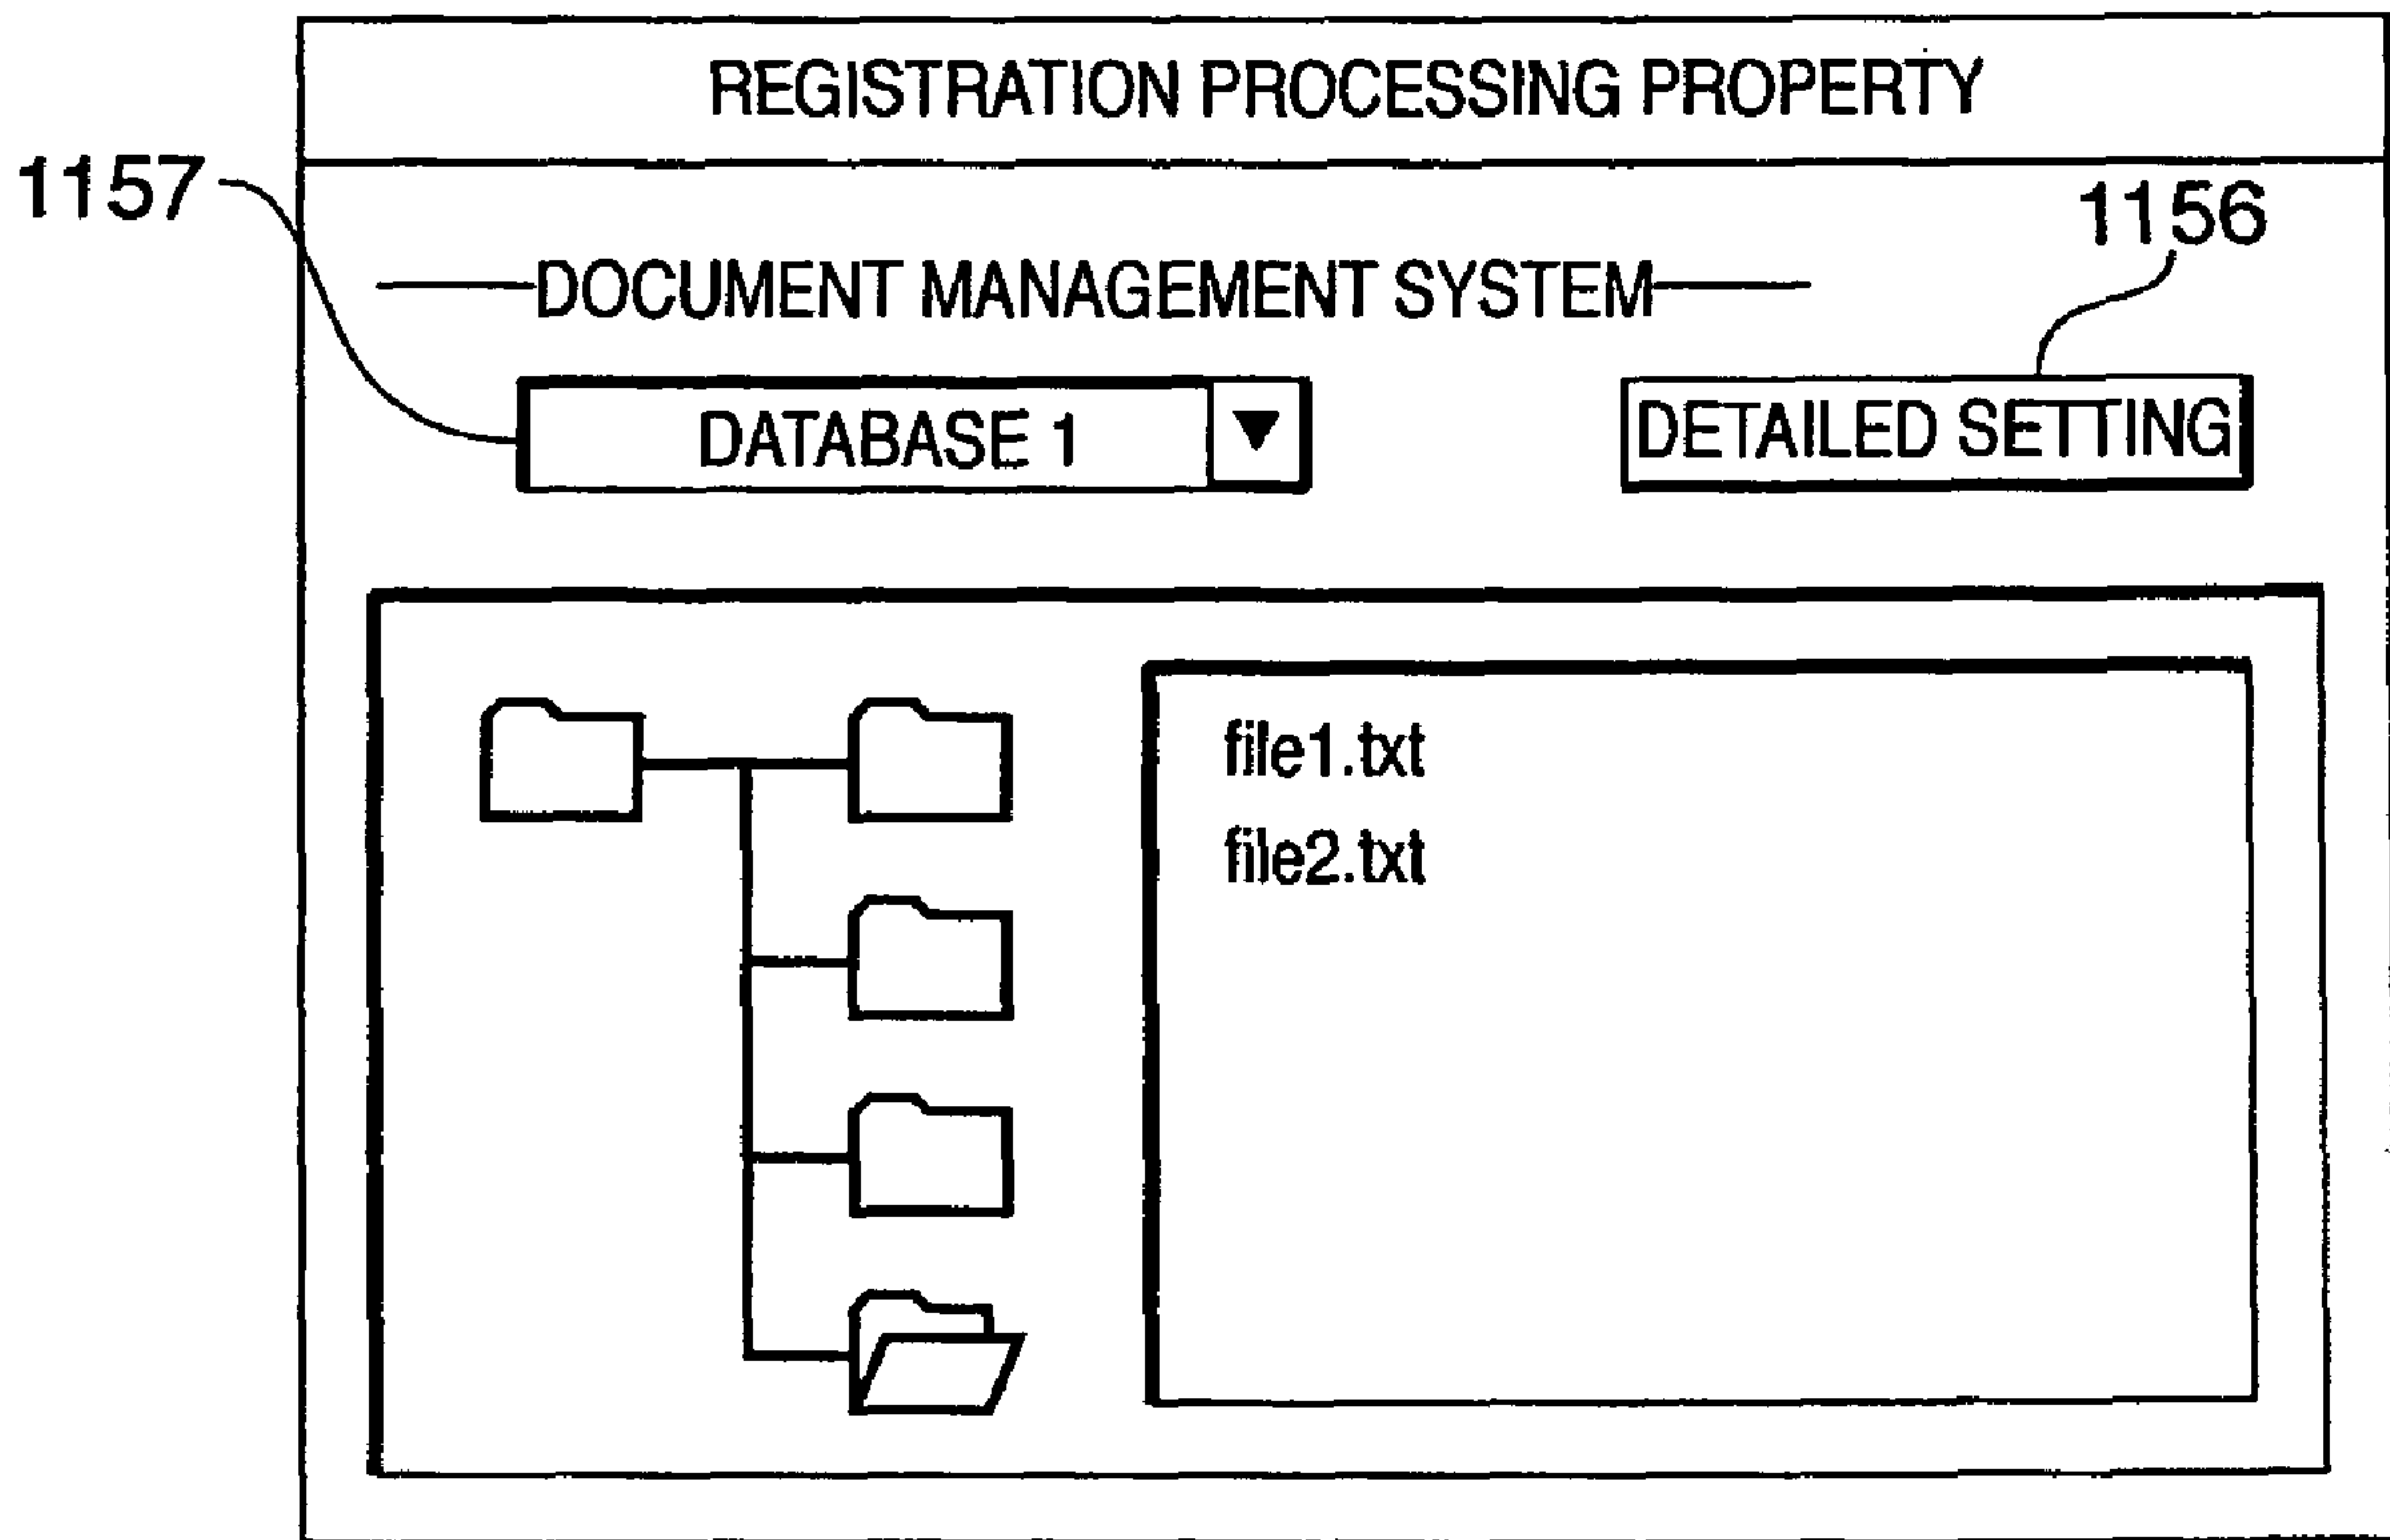 REGISTRATION PROCESSING PROPERTY
1157
1156
DOCUMENT MANAGEMENT SYSTEM
DATABASE 1
DETAILED SETTING
file1.txt
file2.txt